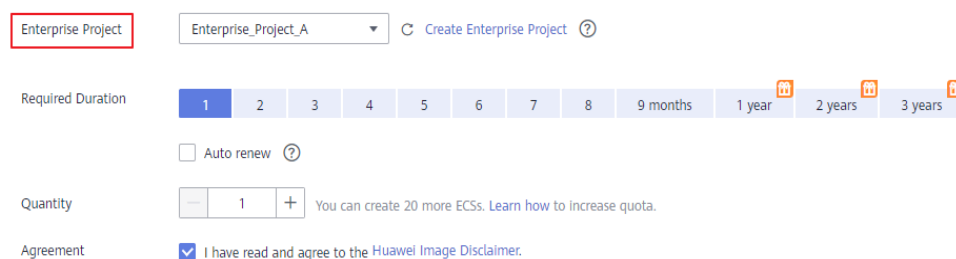 Enterprise Project Enterprise_Project_A Create Enterprise Project ?
Required Duration 1 2 3 4 5 6 7 8 9 months 1 year 2 years 3 years
Auto renew ?
Quantity 1 + You can create 20 more ECSs. Learn how to increase quota.
Agreement I have read and agree to the Huawei Image Disclaimer.